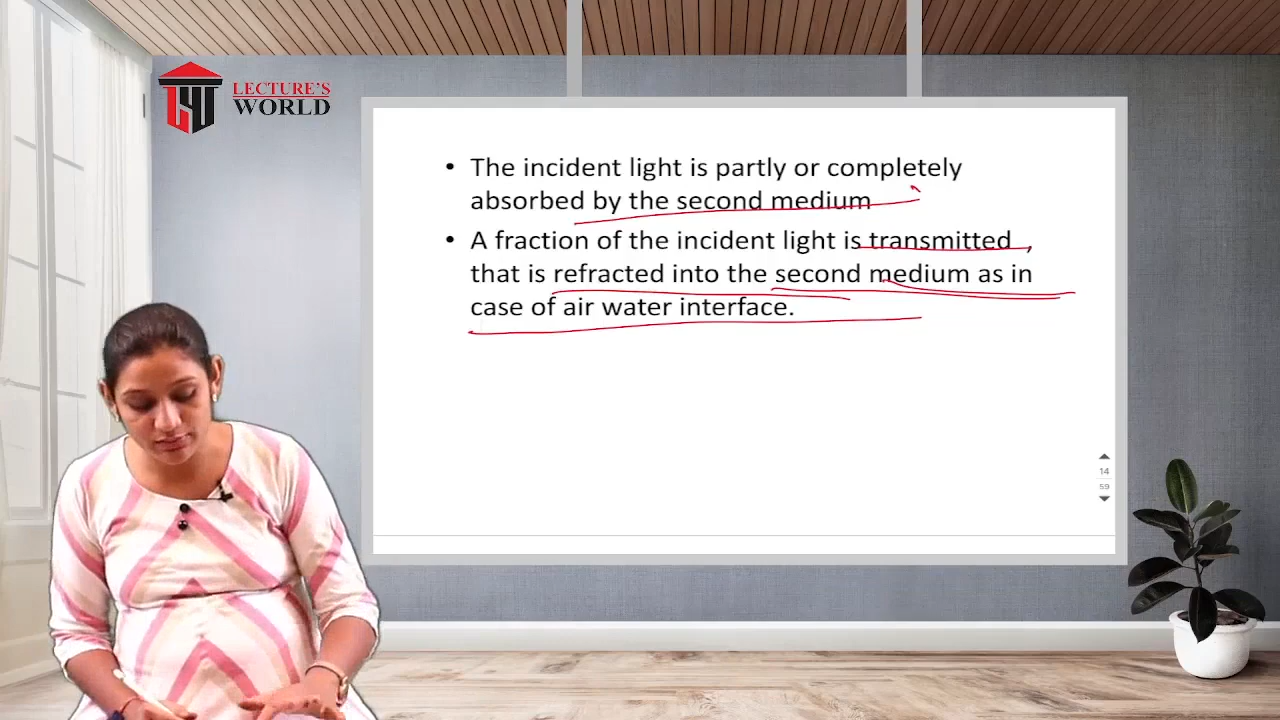 LECTURE'S
WORLD
• The incident light is partly or completely
absorbed by the second medium
• A fraction of the incident light is transmitted ,
that is refracted into the second medium as in
case of air water interface.
14
59